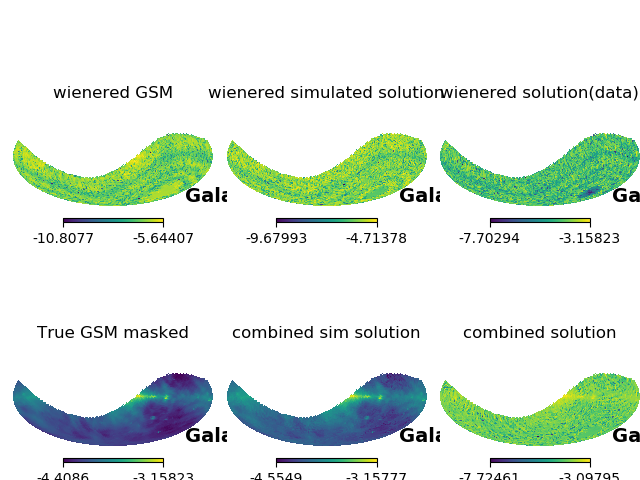 wienered GSM
wienered simulated solution
wienered solution(data)
Gala
Gala
Ga
-10.8077
-5.64407
-9.67993
-4.71378
-7.70294
-3.15823
True GSM masked
combined sim solution
combined solution
Gala
Gala
Ga
-4.4086
-3.15823
-4.5549
-3.15777
-7.72461
-3.09795